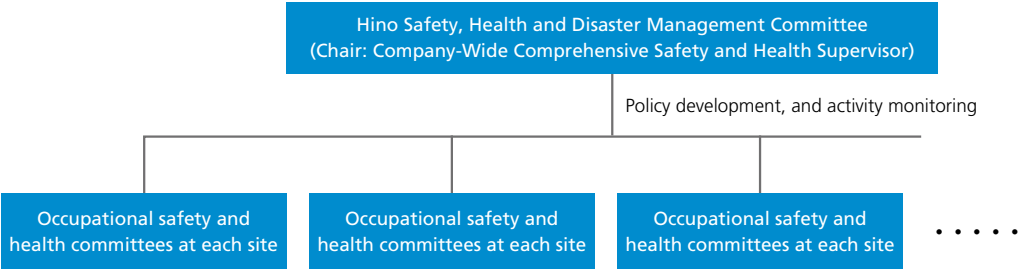 Hino Safety, Health and Disaster Management Committee
(Chair: Company-Wide Comprehensive Safety and Health Supervisor)
Policy development, and activity monitoring
Occupational safety and
health committees at each site
Occupational safety and
health committees at each site
Occupational safety and
health committees at each site
.....